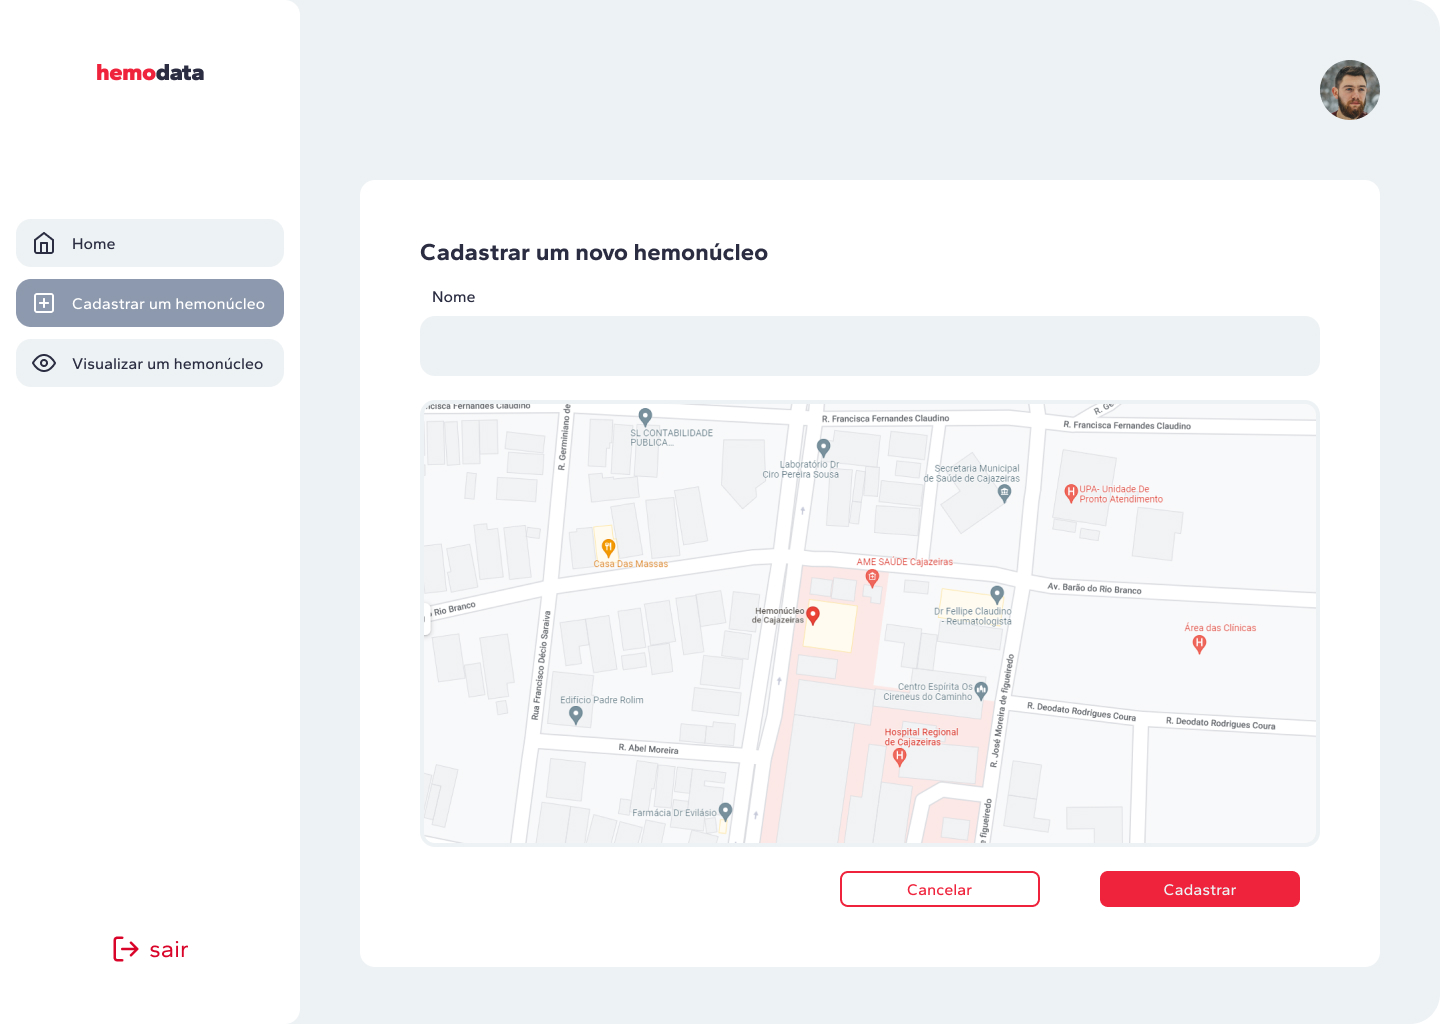 hemodata
Home
Cadastrar um hemonúcleo
Visualizar um hemonúcleo
sair
Cadastrar um novo hemonúcleo
Nome
ncisca Fernandes Claudino
R. Germiniano de
SL CONTABILIDADE
PUBLICA...
R. Francisca Fernandes Claudino
R. Ge
R. Francisca Fernandes Claudino
Laboratório Dr
Ciro Pereira Sousa
Secretaria Municipal
de Saúde de Cajazeiras
UPA- Unidade De
Pronto Atendimento
Casa Das Massas
AME SAÚDE Cajazeiras
Av. Barão do Rio Branco
Rio Branco
Hemonúcleo
de Cajazeiras
Dr Fellipe Claudino
- Reumatologista
Área das Clínicas
Rua Francisco Décio Saraiva
R. José Moreira de figueiredo
Edifício Padre Rolim
Centro Espirita Os
Cireneus do Caminho
R. Deodato Rodrigues Coura
R. Deodato Rodrigues Coura
R. Abel Moreira
Hospital Regional
de Cajazeiras
Farmácia Dr Evilásio
e figueiredo
Cancelar
Cadastrar